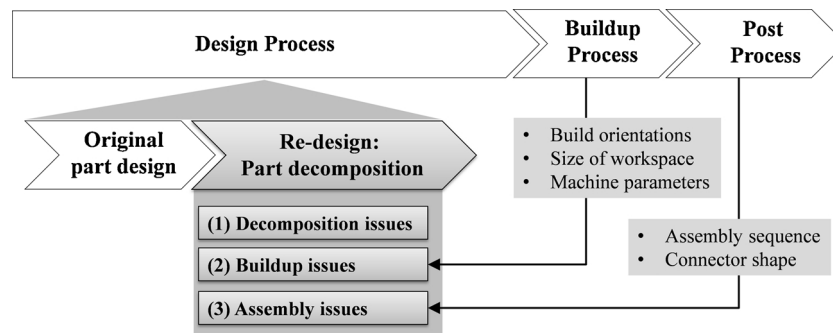 Design Process
Buildup
Process
Post
Process
Original
part design
Re-design:
Part decomposition
• Build orientations
• Size of workspace
• Machine parameters
(1) Decomposition issues
(2) Buildup issues
(3) Assembly issues
• Assembly sequence
• Connector shape